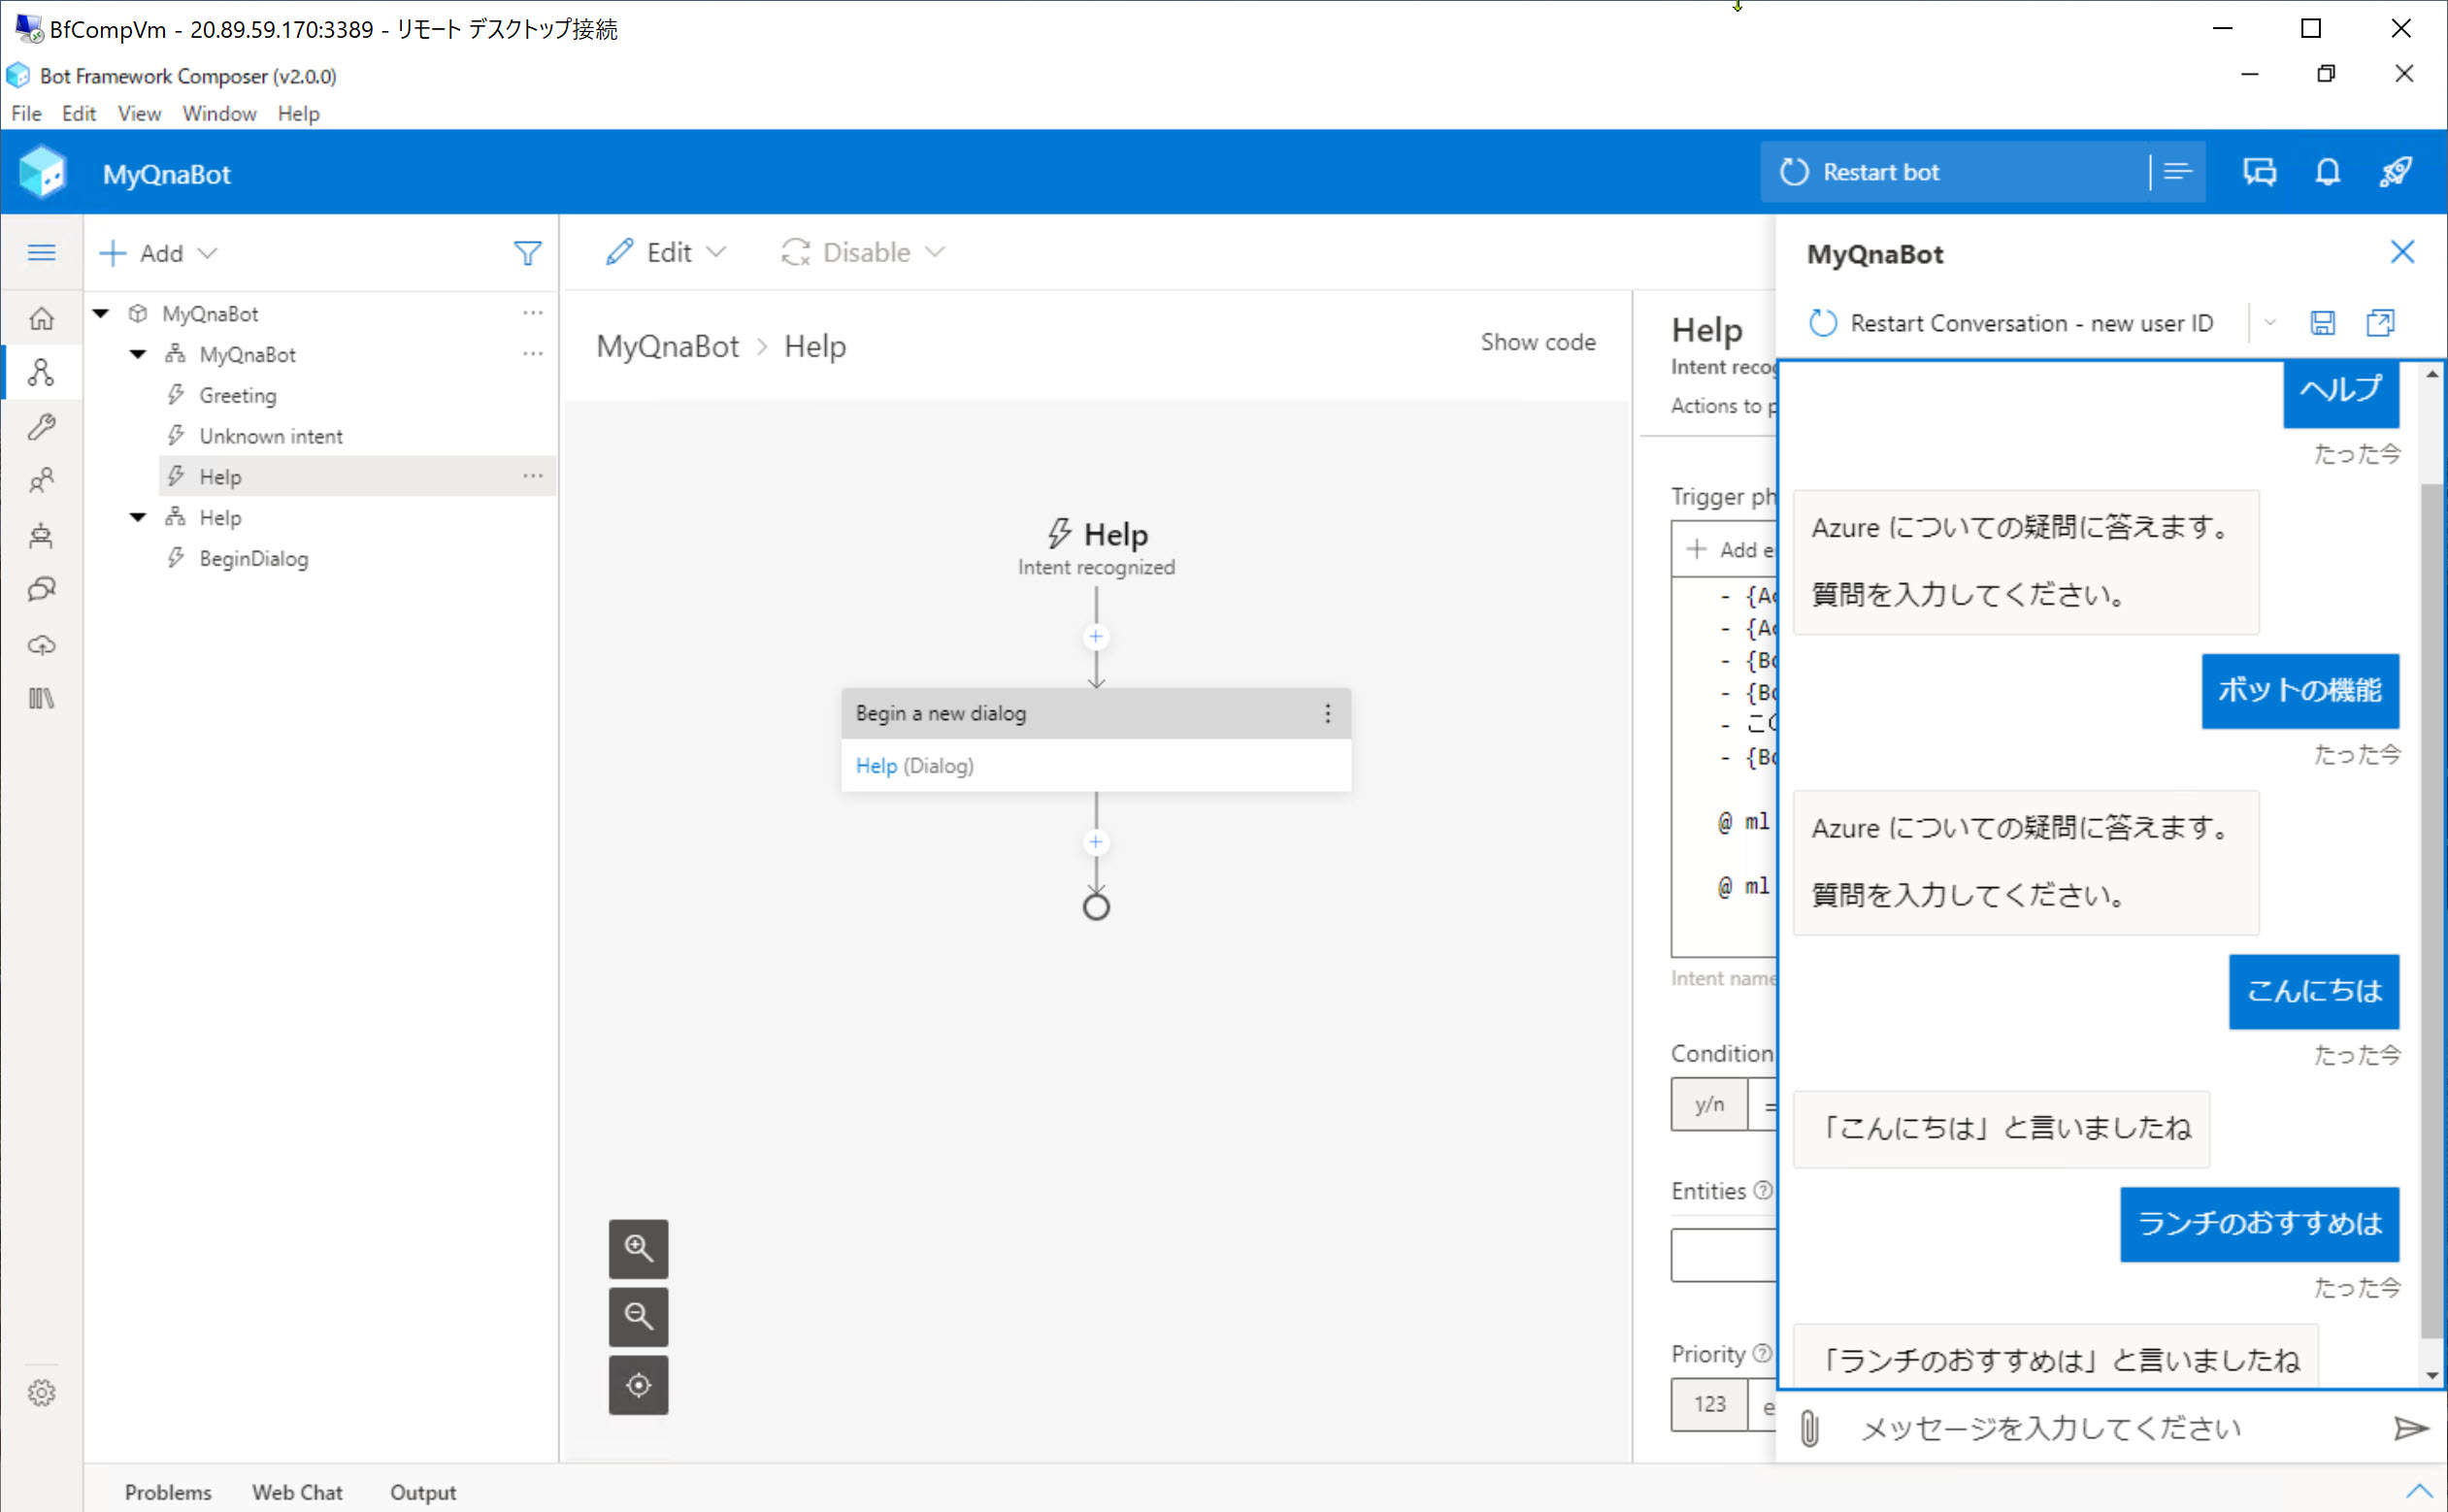 BfCompVm - 20.89.59.170:3389 - リモート デスクトップ接続
Bot Framework Composer (v2.0.0)
File Edit View Window Help
MyQnaBot
Restart bot
Add
MyQnaBot
MyQnaBot
Greeting
Unknown intent
Help
Help
BeginDialog
Edit
Disable
MyQnaBot > Help
Show code
Help
Intent recognized
Begin a new dialog
Help (Dialog)
Help
Intent recog
Actions to p
Trigger ph
Add e
- {Ac
- {Ac
- {Bo
- {Bo
- この
- {Bo
@ ml
@ ml
Intent name
Condition
y/n =
Entities
Priority
123 e
MyQnaBot
Restart Conversation - new user ID
ヘルプ
たった今
Azure についての疑問に答えます。
質問を入力してください。
ボットの機能
たった今
Azure についての疑問に答えます。
質問を入力してください。
こんにちは
たった今
「こんにちは」と言いましたね
ランチのおすすめは
たった今
「ランチのおすすめは」と言いましたね
メッセージを入力してください
Problems Web Chat Output